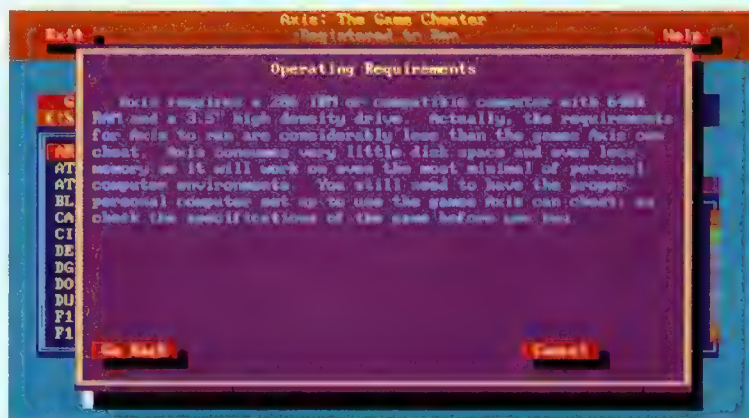 Axis: The Game Cheater
Exit Registered to Help
Operating Requirements
Axis requires a 286 IBM or compatible computer with 640K
RAM and a 3.5" high density drive. Actually, the requirements
for Axis to run are considerably less than the games Axis can
cheat. Axis consumes very little disk space and even less
memory so it will work on even the most minimal of personal
computer environments. You still need to have the proper
personal computer set up to use the games Axis can cheat, so
check the specifications of the game before you buy.
AT
AT
BL
CA
CI
DE
DG
DO
DU
F1
F1
Go Back Cancel